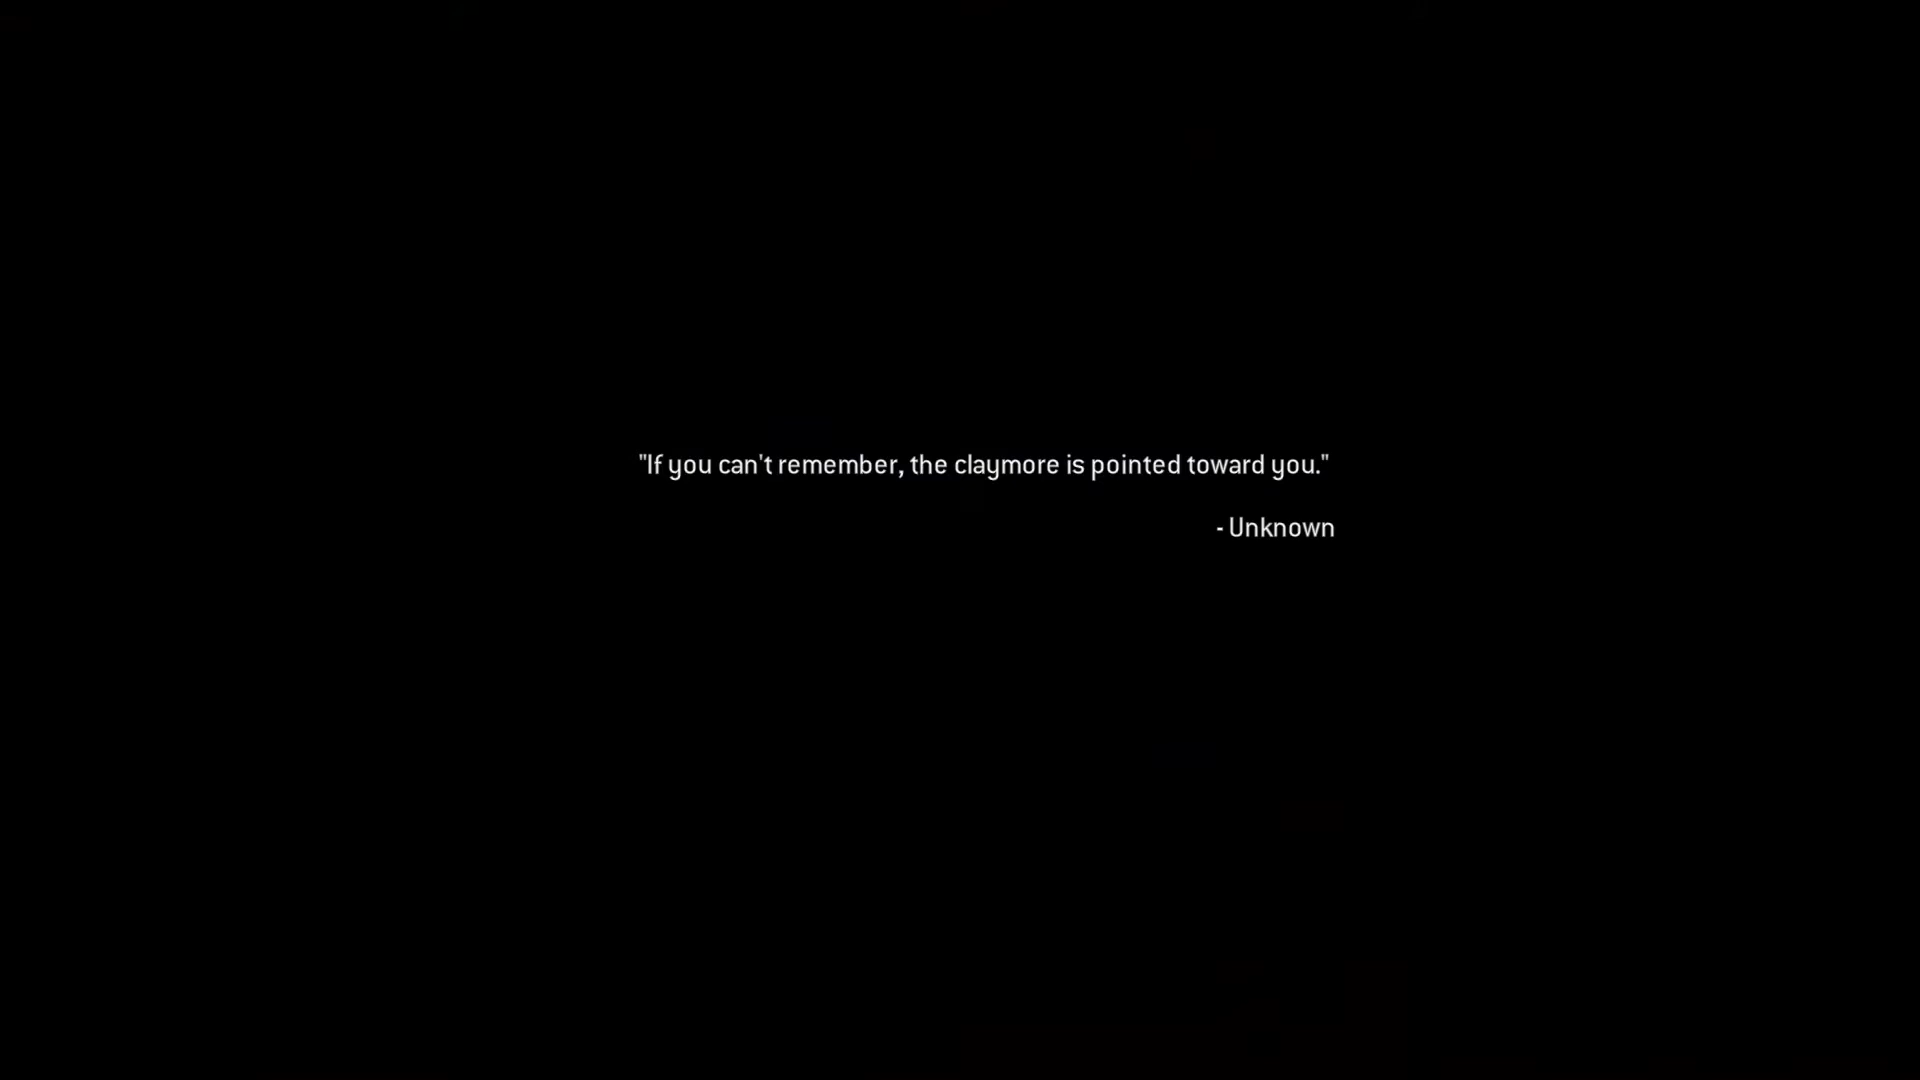 "If you can't remember, the claymore is pointed toward you."
- Unknown